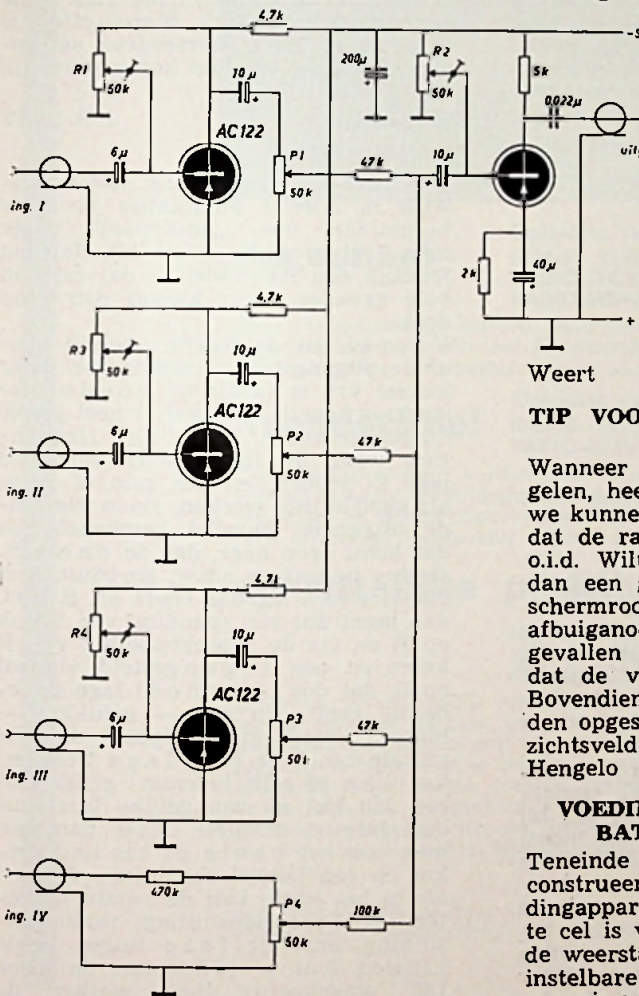 4,7k
-9
R1
50k
10µ
AC122
6µ
P1
50k
ing. I
200µ
R2
50k
5k
0,022µ
47k
10µ
2k
40µ
+
4,7k
R3
50k
10µ
AC122
6µ
P2
50k
47k
ing. II
4,7k
R4
50k
10µ
AC122
6µ
P3
50k
47k
ing. III
470k
P4
50k
100k
ing. IV
Weert
TIP VOO
Wanneer
gelen, hee
we kunne
dat de ra
o.i.d. Wilt
dan een g
schermroo
afbuigano
gevallen
dat de v
Bovendien
den opges
zichtsveld
Hengelo
VOEDIN
BAT
Teneinde
construeer
dingappar
te cel is v
de weerst
instelbare